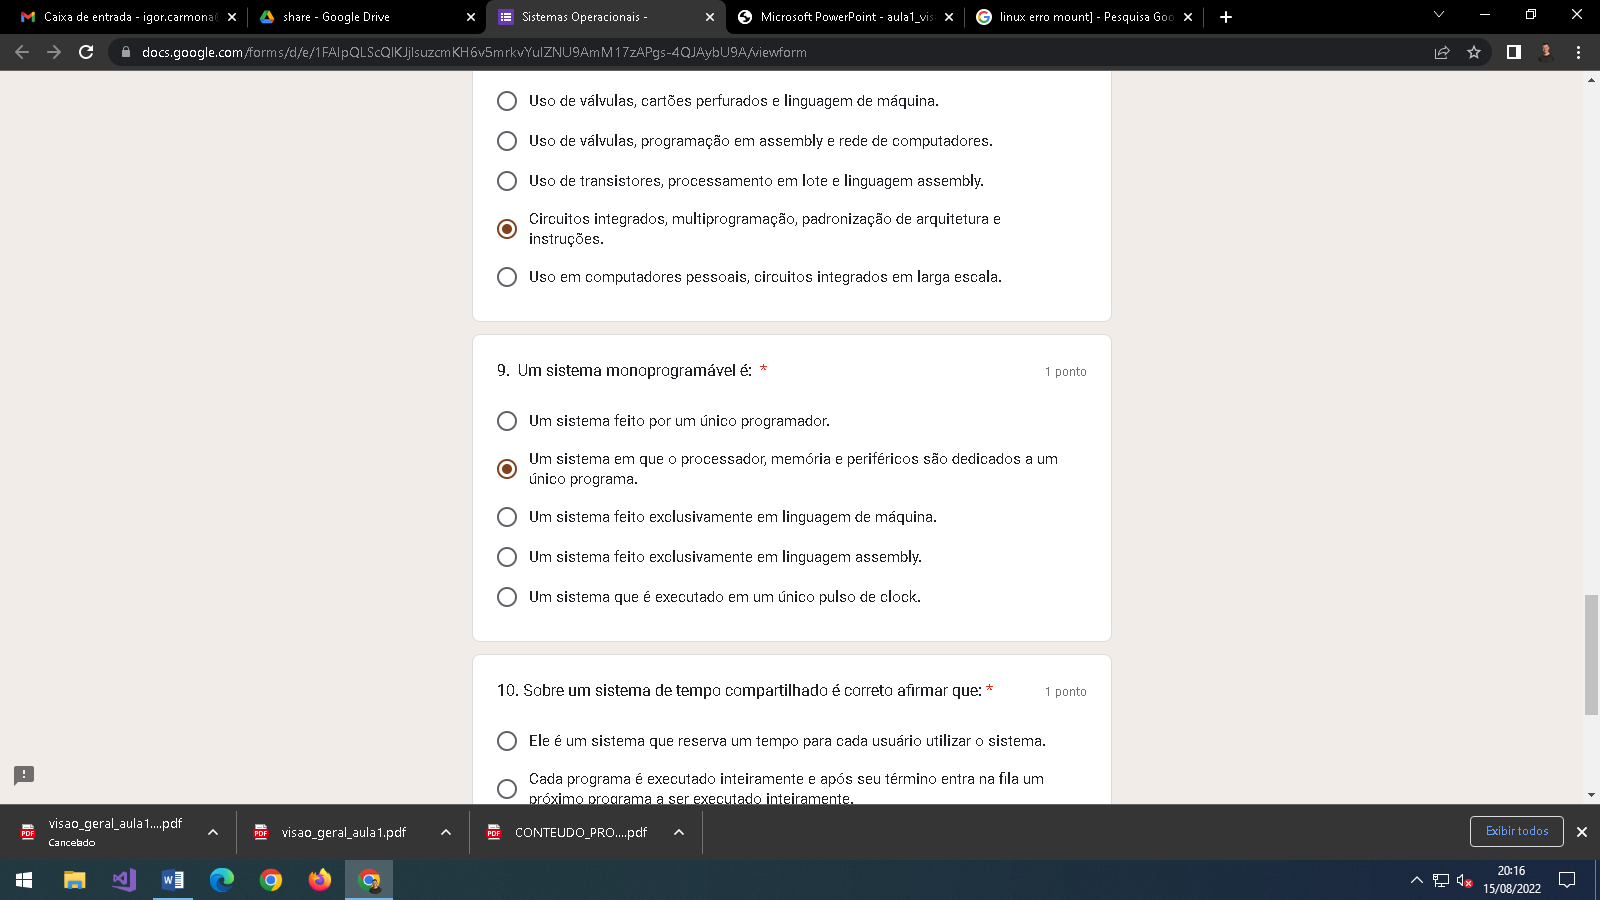 Caixa de entrada - igor.carmona@
share - Google Drive
Sistemas Operacionais -
Microsoft PowerPoint - aula1_vis
linux erro mount] - Pesquisa Goo
docs.google.com/forms/d/e/1FAIpQLScQIKJjlsuzcmKH6v5mrkvYulZNU9AmM17zAPgs-4QJAybU9A/viewform
Uso de válvulas, cartões perfurados e linguagem de máquina.
Uso de válvulas, programação em assembly e rede de computadores.
Uso de transistores, processamento em lote e linguagem assembly.
Circuitos integrados, multiprogramação, padronização de arquitetura e
instruções.
Uso em computadores pessoais, circuitos integrados em larga escala.
9. Um sistema monoprogramável é: *
1 ponto
Um sistema feito por um único programador.
Um sistema em que o processador, memória e periféricos são dedicados a um
único programa.
Um sistema feito exclusivamente em linguagem de máquina.
Um sistema feito exclusivamente em linguagem assembly.
Um sistema que é executado em um único pulso de clock.
10. Sobre um sistema de tempo compartilhado é correto afirmar que: *
1 ponto
Ele é um sistema que reserva um tempo para cada usuário utilizar o sistema.
Cada programa é executado inteiramente e após seu término entra na fila um
próximo programa a ser executado inteiramente.
visao_geral_aula1....pdf
Cancelado
visao_geral_aula1.pdf
CONTEUDO_PRO....pdf
Exibir todos
20:16
15/08/2022